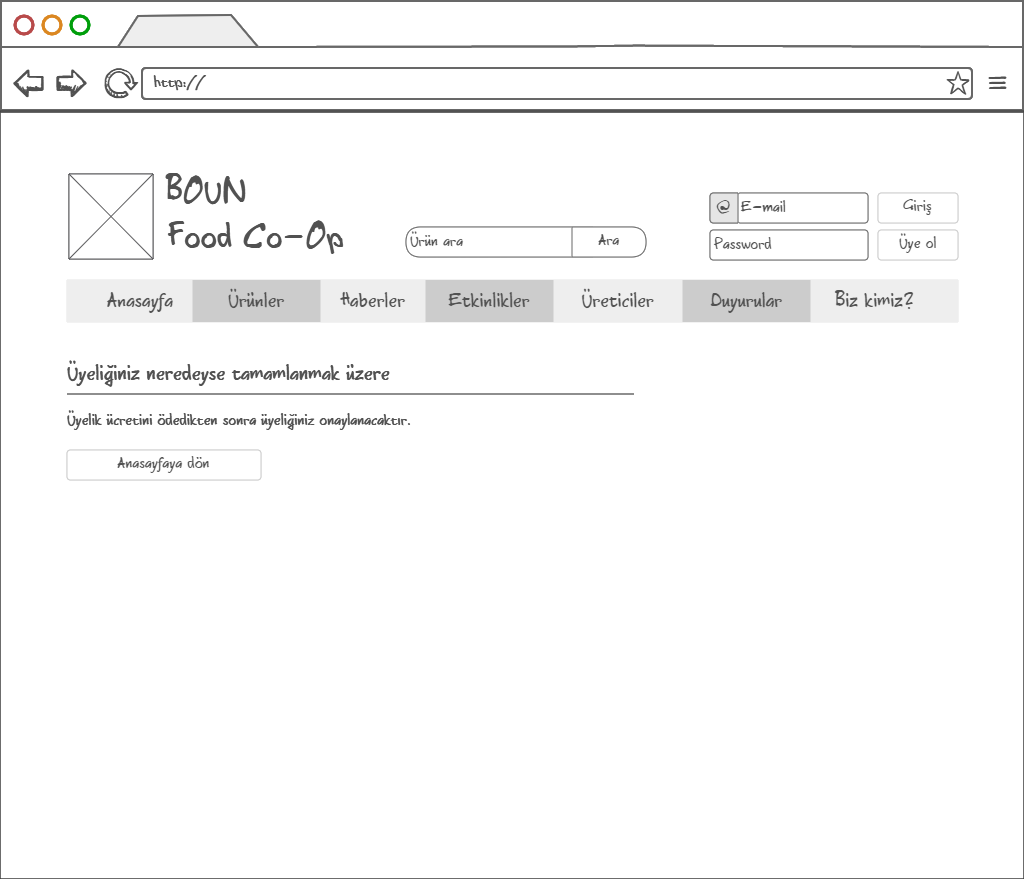 http://
BOUN
Food Co-Op
Ürün ara
Ara
@ E-mail
Giriş
Password
Üye ol
Anasayfa Ürünler Haberler Etkinlikler Üreticiler Duyurular Biz kimiz?
Üyeliğiniz neredeyse tamamlanmak üzere
Üyelik ücretini ödedikten sonra üyeliğiniz onaylanacaktır.
Anasayfaya dön